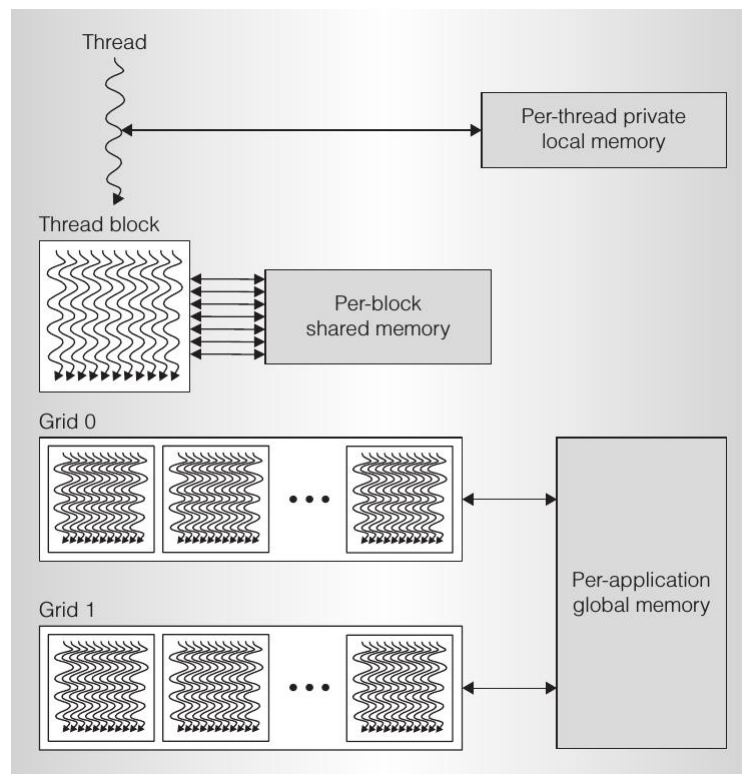 Thread
Per-thread private
local memory
Thread block
Per-block
shared memory
Grid 0
Per-application
global memory
Grid 1